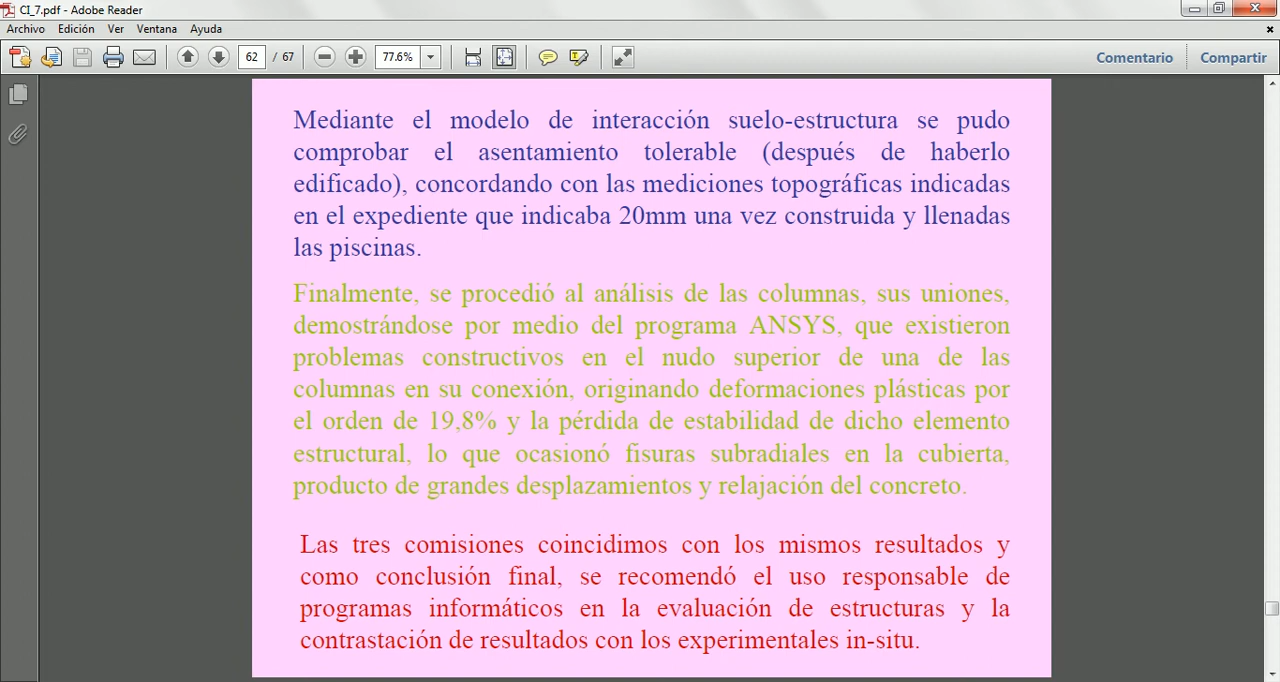 CI_7.pdf - Adobe Reader
Archivo Edición Ver Ventana Ayuda
62 / 67 77.6% Comentario Compartir
Mediante el modelo de interacción suelo-estructura se pudo
comprobar el asentamiento tolerable (después de haberlo
edificado), concordando con las mediciones topográficas indicadas
en el expediente que indicaba 20mm una vez construida y llenadas
las piscinas.
Finalmente, se procedió al análisis de las columnas, sus uniones,
demostrándose por medio del programa ANSYS, que existieron
problemas constructivos en el nudo superior de una de las
columnas en su conexión, originando deformaciones plásticas por
el orden de 19,8% y la pérdida de estabilidad de dicho elemento
estructural, lo que ocasionó fisuras subradiales en la cubierta,
producto de grandes desplazamientos y relajación del concreto.
Las tres comisiones coincidimos con los mismos resultados y
como conclusión final, se recomendó el uso responsable de
programas informáticos en la evaluación de estructuras y la
contrastación de resultados con los experimentales in-situ.